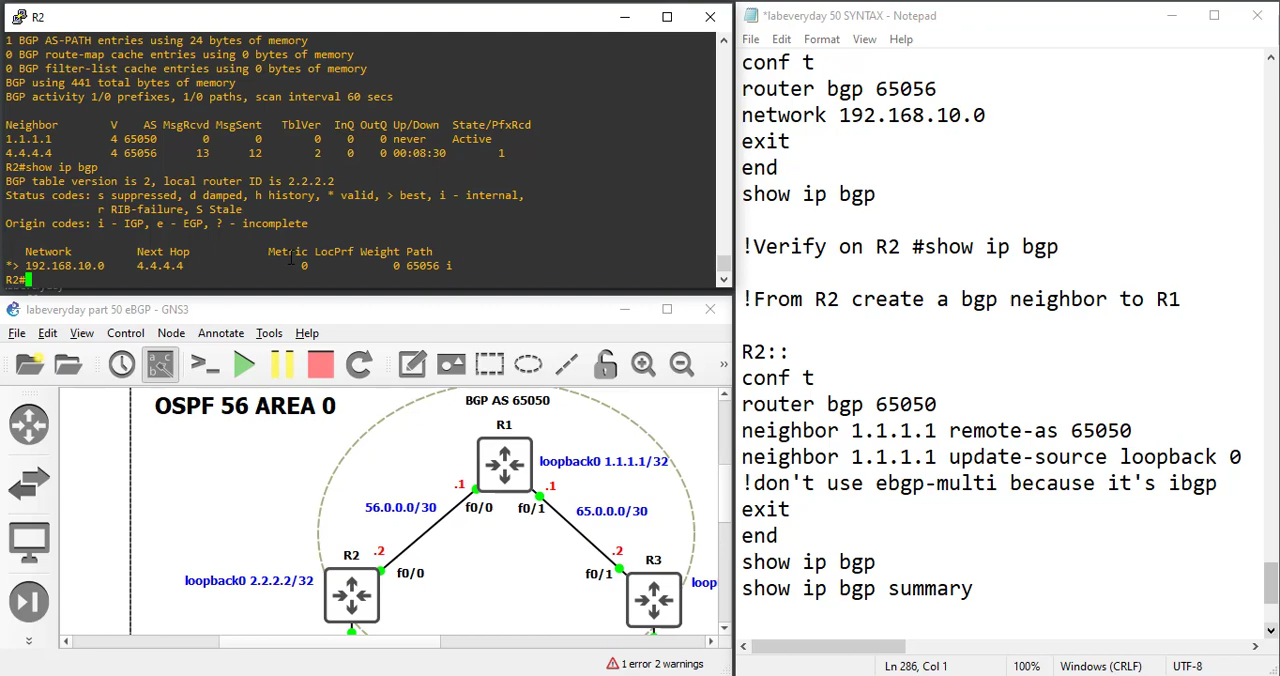 R2
1 BGP AS-PATH entries using 24 bytes of memory
0 BGP route-map cache entries using 0 bytes of memory
0 BGP filter-list cache entries using 0 bytes of memory
BGP using 441 total bytes of memory
BGP activity 1/0 prefixes, 1/0 paths, scan interval 60 secs
Neighbor V AS MsgRcvd MsgSent TblVer InQ OutQ Up/Down State/PfxRcd
1.1.1.1 4 65050 0 0 0 0 0 never Active
4.4.4.4 4 65056 13 12 2 0 0 00:08:30 1
R2#show ip bgp
BGP table version is 2, local router ID is 2.2.2.2
Status codes: s suppressed, d damped, h history, * valid, > best, i - internal,
r RIB-failure, S Stale
Origin codes: i - IGP, e - EGP, ? - incomplete
Network Next Hop Metric LocPrf Weight Path
*> 192.168.10.0 4.4.4.4 0 0 65056 i
R2#
labeveryday part 50 eBGP - GNS3
File Edit View Control Node Annotate Tools Help
OSPF 56 AREA 0
BGP AS 65050
R1
loopback0 1.1.1.1/32
.1 .1
56.0.0.0/30 f0/0 f0/1 65.0.0.0/30
R2 .2 .2 R3
loopback0 2.2.2.2/32 f0/0 f0/1 loop
1 error 2 warnings
*labeveryday 50 SYNTAX - Notepad
File Edit Format View Help
conf t
router bgp 65056
network 192.168.10.0
exit
end
show ip bgp
!Verify on R2 #show ip bgp
!From R2 create a bgp neighbor to R1
R2::
conf t
router bgp 65050
neighbor 1.1.1.1 remote-as 65050
neighbor 1.1.1.1 update-source loopback 0
!don't use ebgp-multi because it's ibgp
exit
end
show ip bgp
show ip bgp summary
Ln 286, Col 1 100% Windows (CRLF) UTF-8